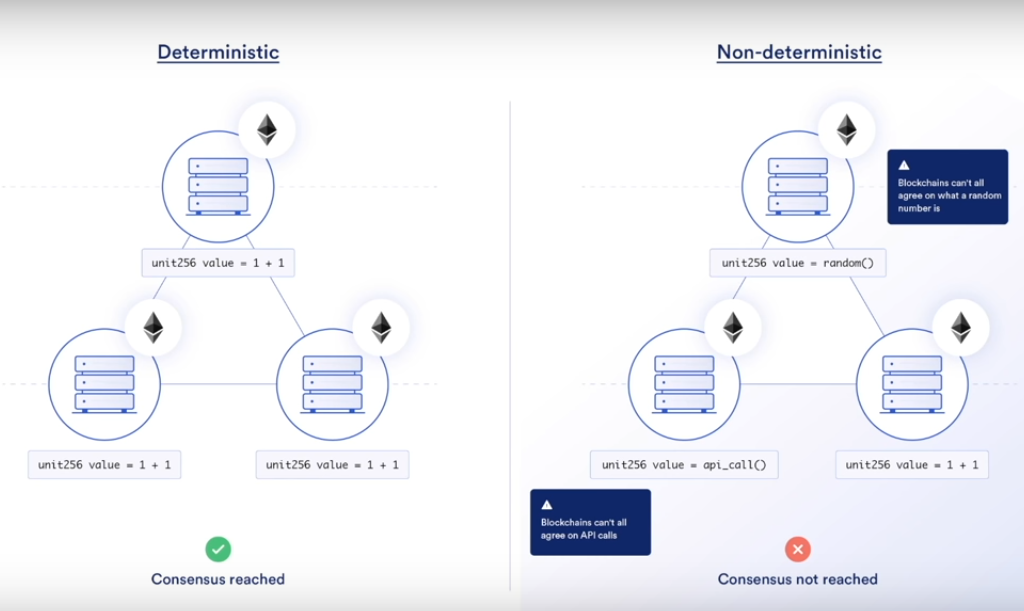 Deterministic
unit256 value = 1 + 1
unit256 value = 1 + 1
unit256 value = 1 + 1
Consensus reached
Non-deterministic
Blockchains can't all
agree on what a random
number is
unit256 value = random()
unit256 value = api_call()
unit256 value = 1 + 1
Blockchains can't all
agree on API calls
Consensus not reached